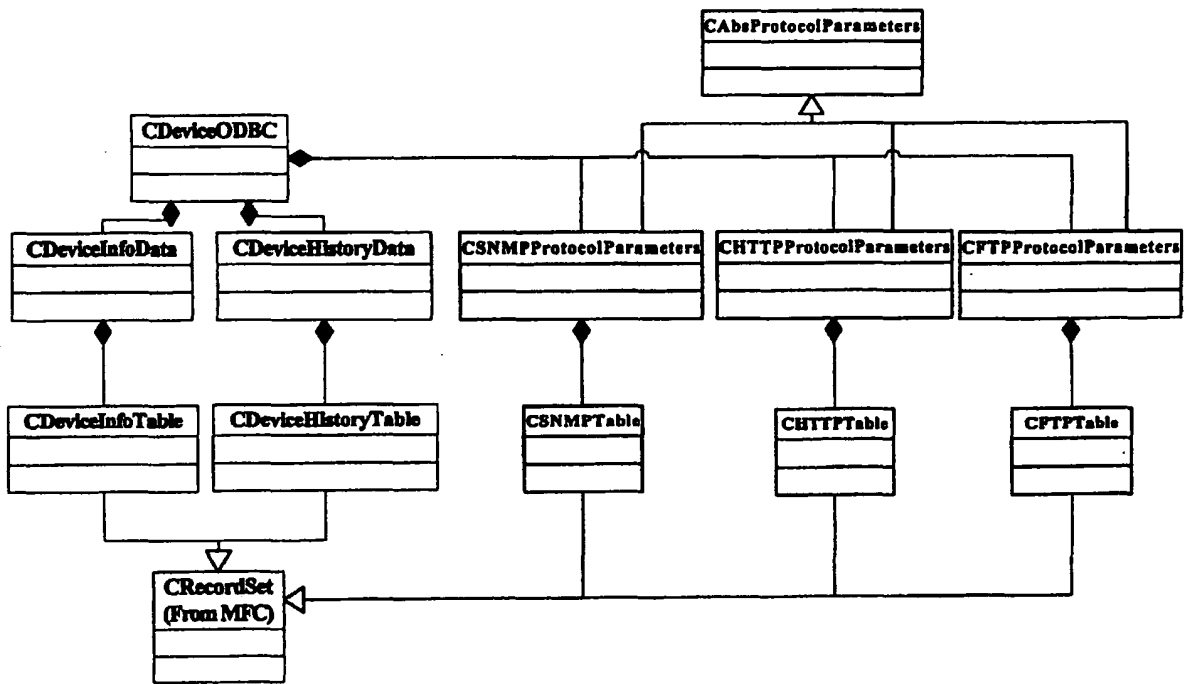 CAbsProtocolParameters
CDeviceODBC
CDeviceInfoData
CDeviceHistoryData
CSNMPProtocolParameters
CHTTPProtocolParameters
CFTPProtocolParameters
CDeviceInfoTable
CDeviceHistoryTable
CSNMPTable
CHTTPTable
CFTPTable
CRecordSet
(From MFC)